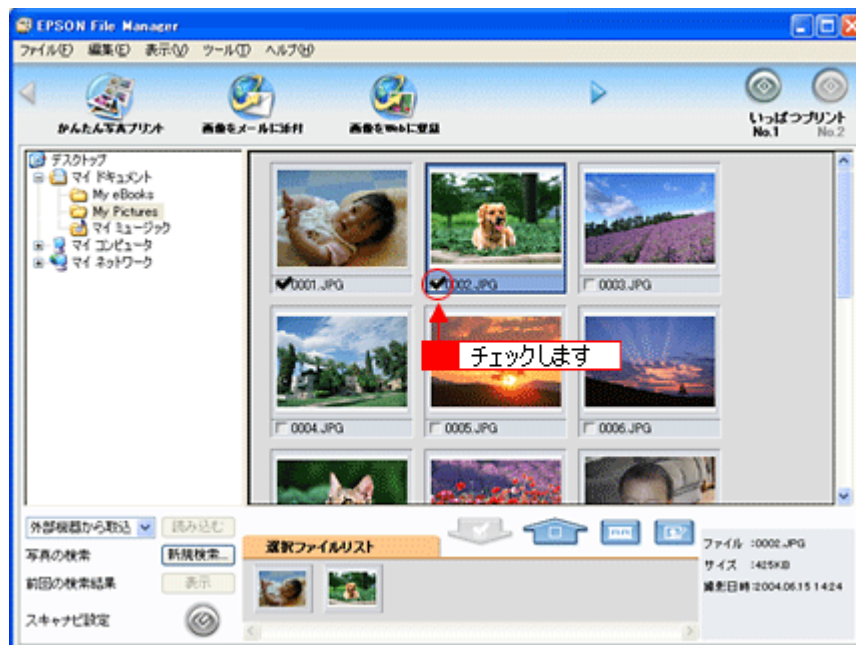 EPSON File Manager
ファイル(F) 編集(E) 表示(V) ツール(T) ヘルプ(H)
かんたん写真プリント 画像をメールに添付 画像をWebに登録 いっぱつプリント
No.1 No.2
デスクトップ
マイ ドキュメント
My eBooks
My Pictures
マイ ミュージック
マイ コンピュータ
マイ ネットワーク
0001.JPG 0002.JPG 0003.JPG
チェックします
0004.JPG 0005.JPG 0006.JPG
外部機器から取込 読み込む
写真の検索 新規検索...
前回の検索結果 表示
スキャナビ設定
選択ファイルリスト
ファイル :0002.JPG
サイズ :425KB
撮影日時:2004.06.15 14:24